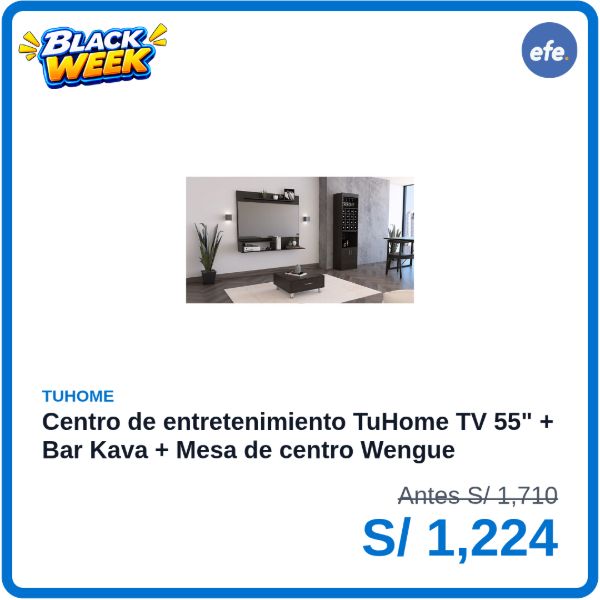 BLACK
WEEK
efe.
TUHOME
Centro de entretenimiento TuHome TV 55" +
Bar Kava + Mesa de centro Wengue
Antes S/ 1,710
S/ 1,224